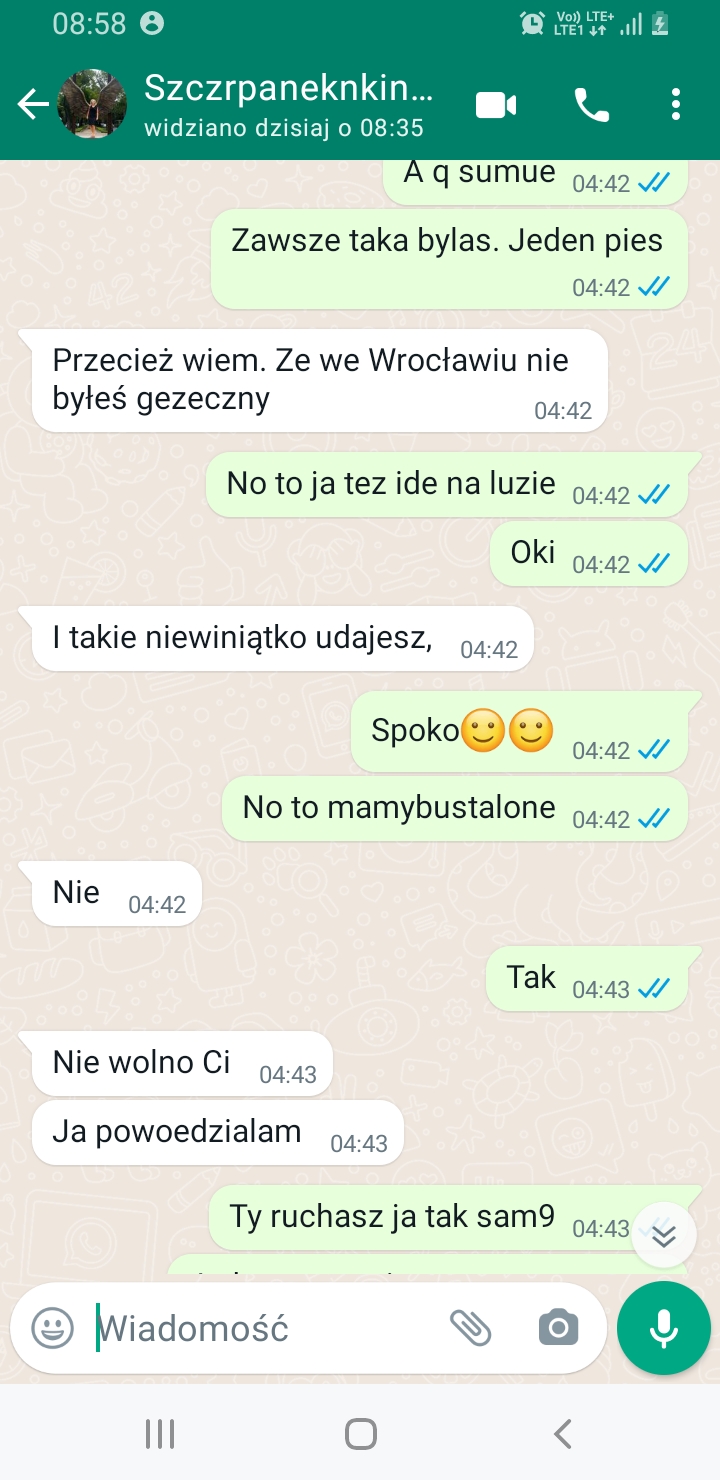 08:58
Vo)) LTE+
LTE1
Szczrpaneknkin...
widziano dzisiaj o 08:35
A q sumue 04:42
Zawsze taka bylas. Jeden pies
04:42
Przecież wiem. Ze we Wrocławiu nie
byłeś gezeczny 04:42
No to ja tez ide na luzie 04:42
Oki 04:42
I takie niewiniątko udajesz, 04:42
Spoko🙂🙂 04:42
No to mamybustalone 04:42
Nie 04:42
Tak 04:43
Nie wolno Ci 04:43
Ja powoedzialam 04:43
Ty ruchasz ja tak sam9 04:43
Wiadomość